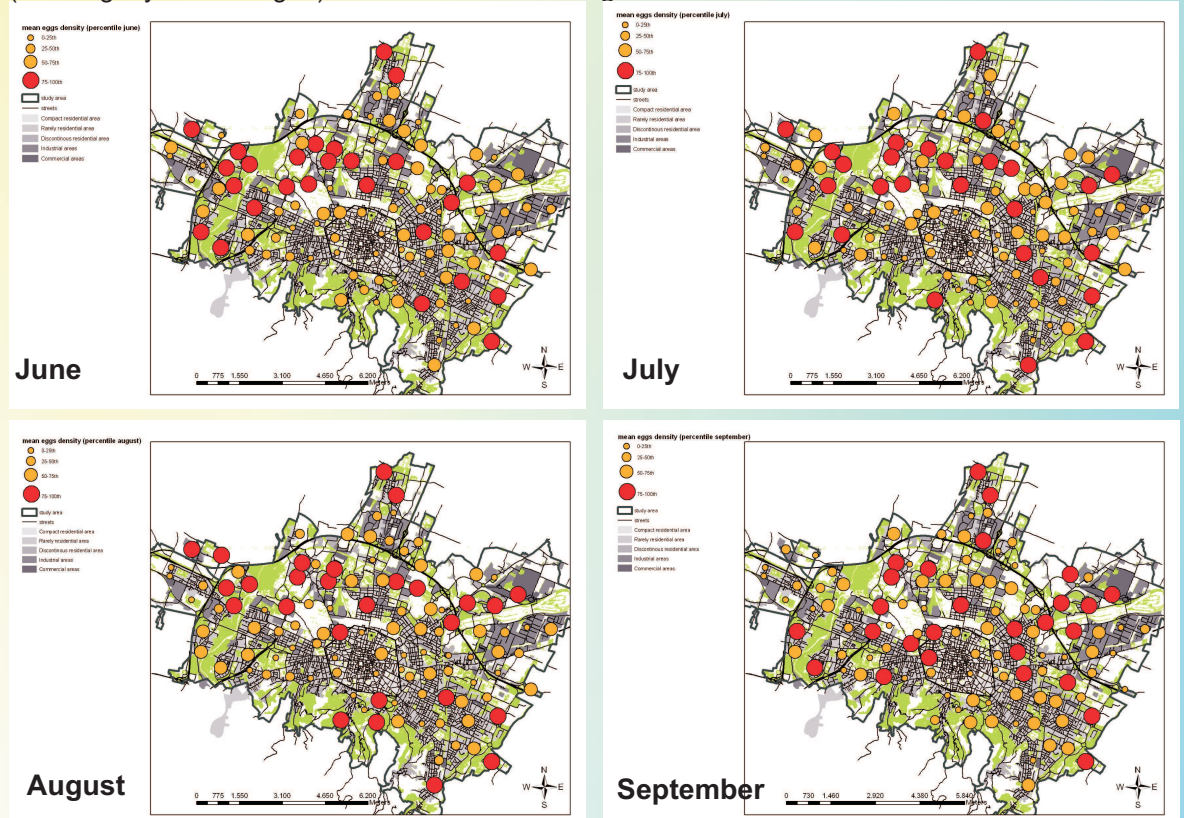 mean eggs density (percentile june)
0-25th
25-50th
50-75th
75-100th
study area
streets
Compact residential area
Rarely residential area
Discontinous residential area
Industrial areas
Commercial areas
June
0 775 1.550 3.100 4.650 6.200
Meters
N
W E
S
mean eggs density (percentile july)
0-25th
25-50th
50-75th
75-100th
study area
streets
Compact residential area
Rarely residential area
Discontinous residential area
Industrial areas
Commercial areas
July
0 775 1.550 3.100 4.650 6.200
Meters
N
W E
S
mean eggs density (percentile august)
0-25th
25-50th
50-75th
75-100th
study area
streets
Compact residential area
Rarely residential area
Discontinous residential area
Industrial areas
Commercial areas
August
0 775 1.550 3.100 4.650 6.200
Meters
N
W E
S
mean eggs density (percentile september)
0-25th
25-50th
50-75th
75-100th
study area
streets
Compact residential area
Rarely residential area
Discontinous residential area
Industrial areas
Commercial areas
September
0 730 1.460 2.920 4.380 5.840
Meters
N
W E
S